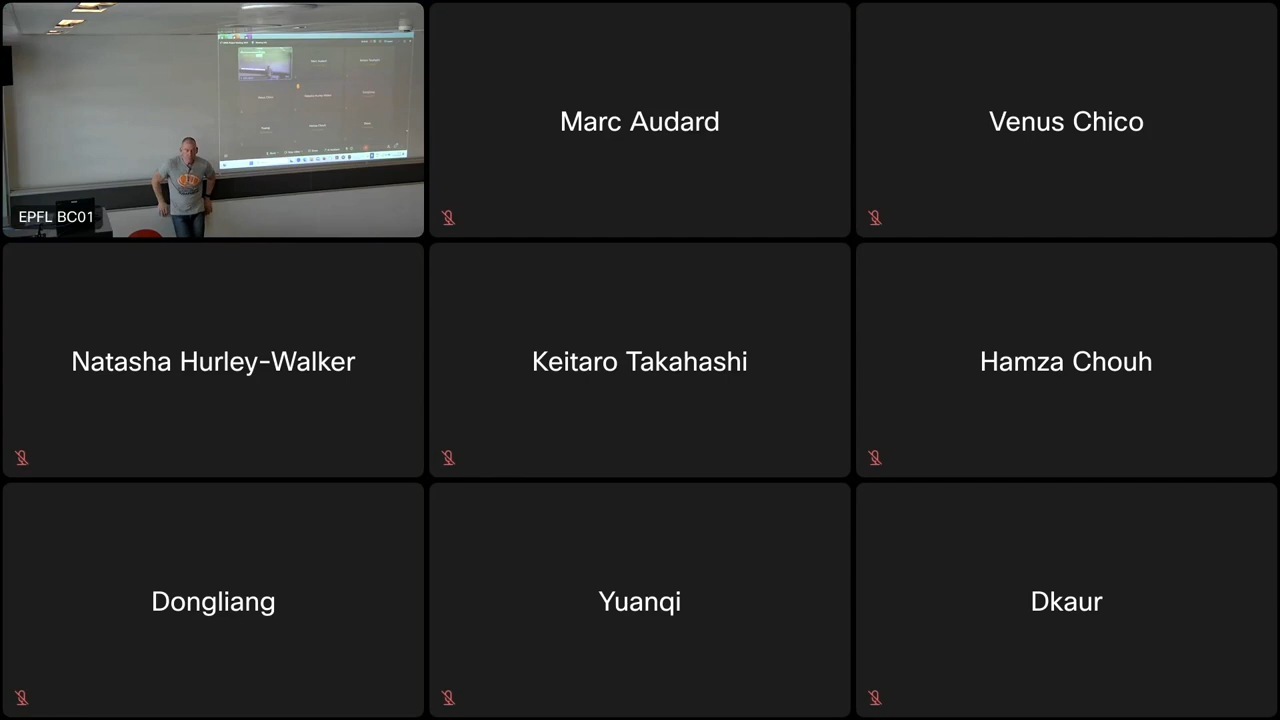 EPFL BC01
Marc Audard
Venus Chico
Natasha Hurley-Walker
Keitaro Takahashi
Hamza Chouh
Dongliang
Yuanqi
Dkaur